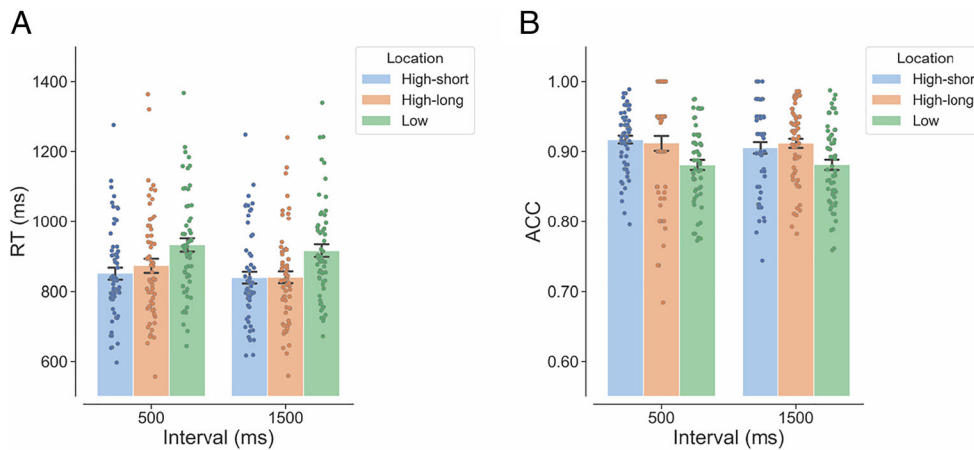 A
Location
High-short
High-long
Low
1400
1200
1000
800
600
RT (ms)
500
1500
Interval (ms)
B
Location
High-short
High-long
Low
1.00
0.90
0.80
0.70
0.60
ACC
500
1500
Interval (ms)